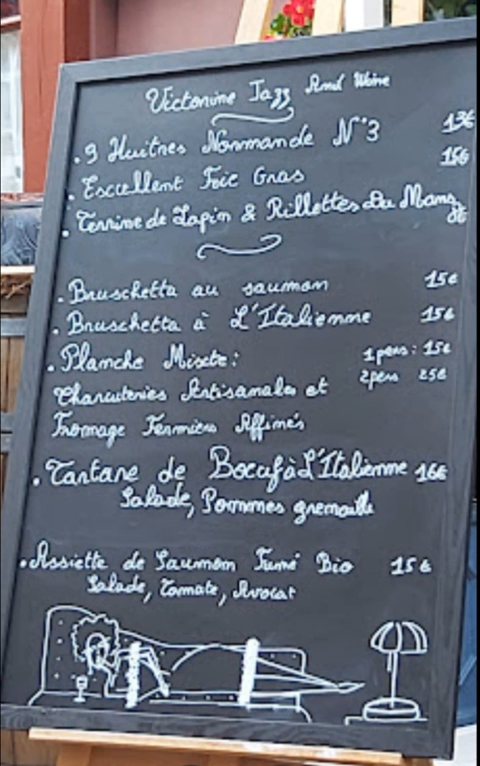 Victorine Jazz And Wine
. 9 Huitres Normande N°3 13€
. Excellent Foie Gras 15€
. Terrine de Lapin & Rillettes Du Mans 8€
. Bruschetta au saumon 15€
. Bruschetta à L'Italienne 15€
. Planche Mixte: 1 pers: 15€
Charcuteries Artisanales et 2 pers 25€
Fromage Fermiers Affinés
. Tartare de Boeuf à L'Italienne 16€
Salade, Pommes grenaille
. Assiette de Saumon Fumé Bio 15€
Salade, Tomate, Avocat